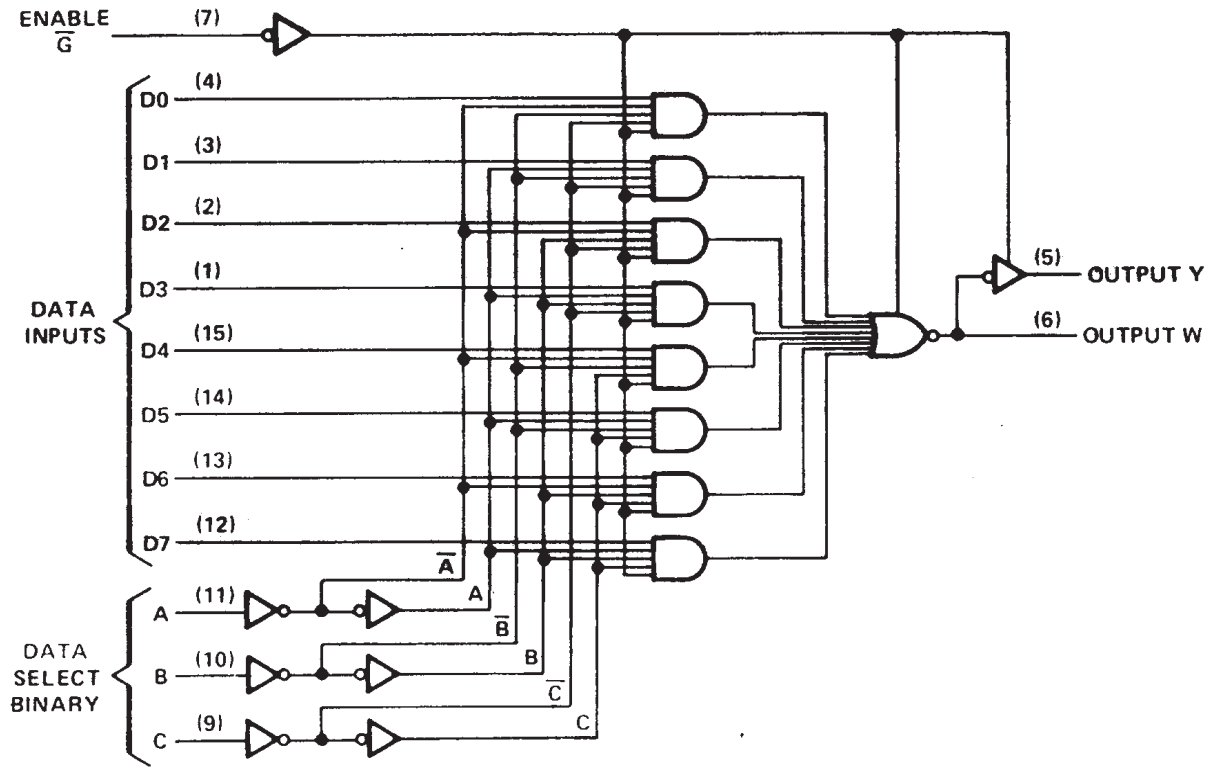 ENABLE
G̅
(7)
D0 (4)
D1 (3)
D2 (2)
D3 (1)
DATA
INPUTS
D4 (15)
D5 (14)
D6 (13)
D7 (12)
A̅
A (11)
A
B̅
DATA
SELECT
BINARY
B (10)
B
C̅
C (9)
C
(5)
OUTPUT Y
(6)
OUTPUT W